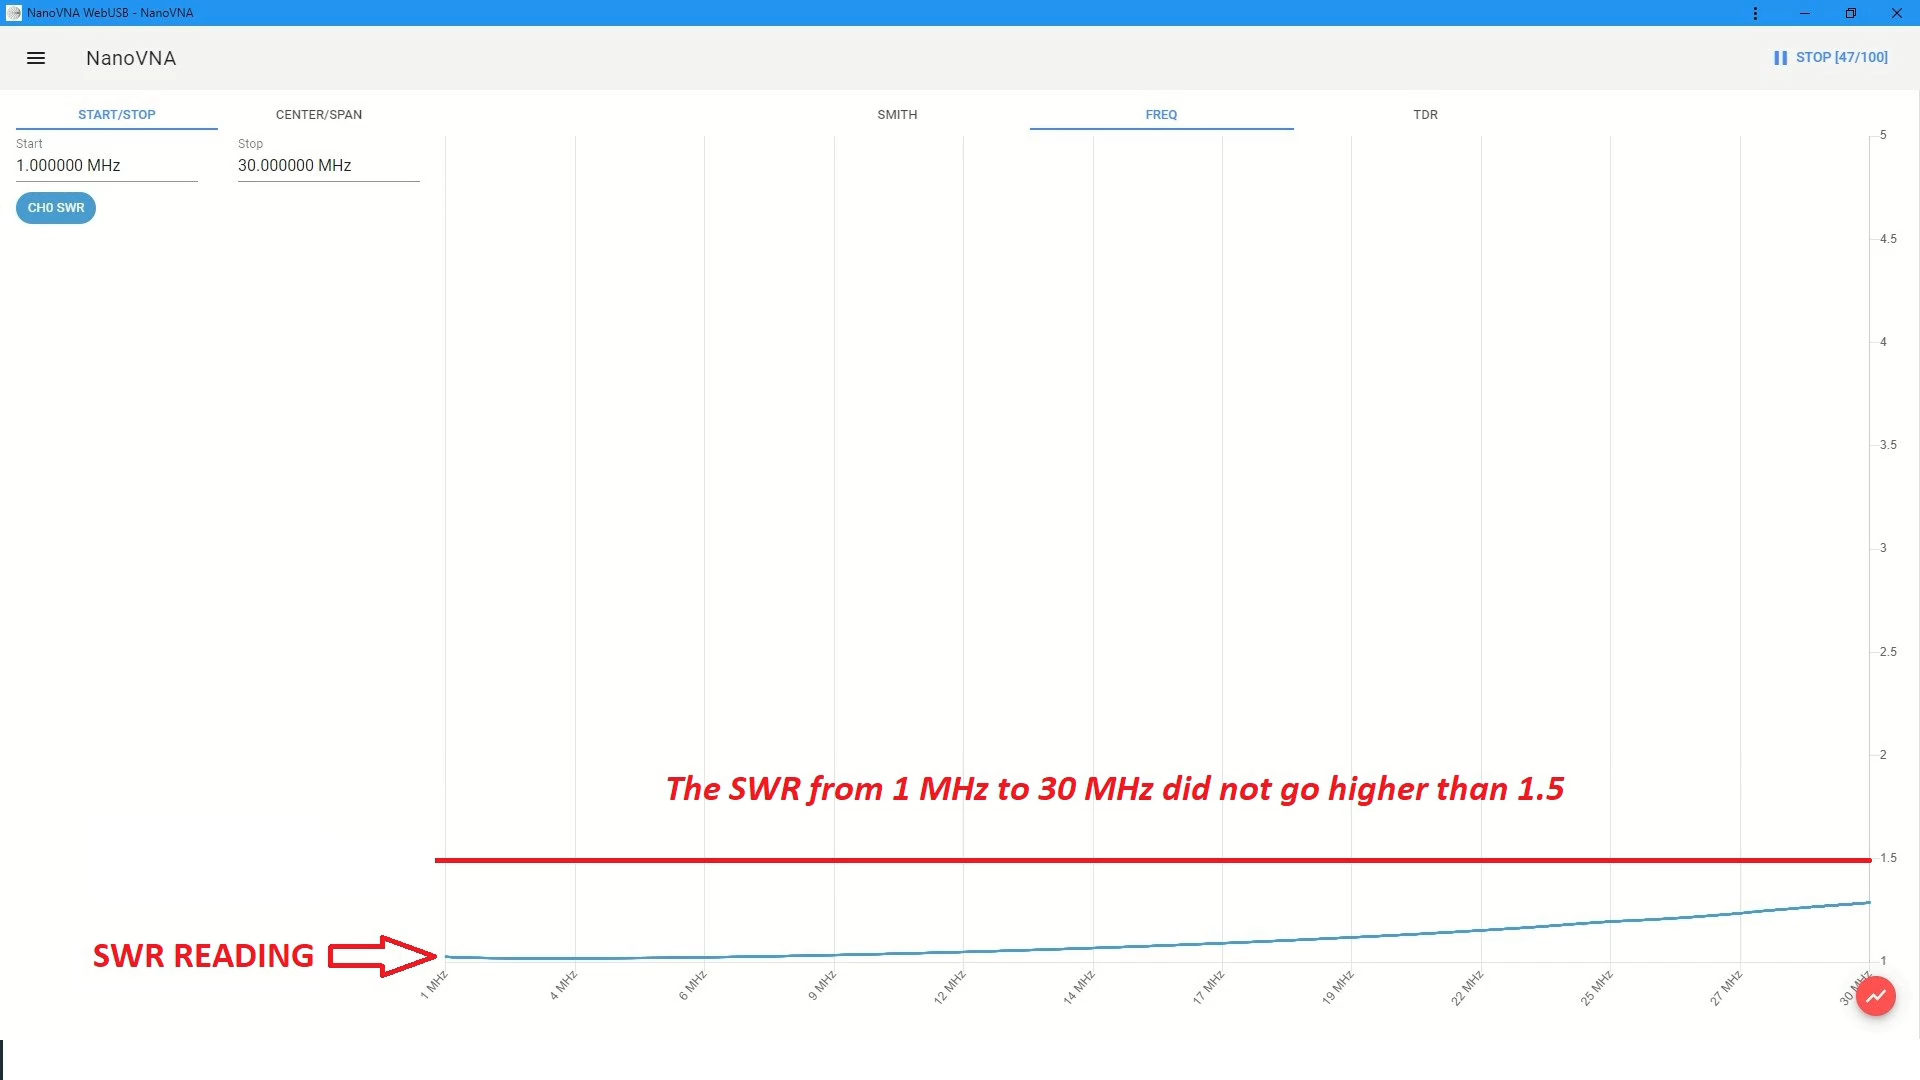 NanoVNA WebUSB - NanoVNA
NanoVNA
STOP [47/100]
START/STOP
CENTER/SPAN
SMITH
FREQ
TDR
Start
1.000000 MHz
Stop
30.000000 MHz
CH0 SWR
5
4.5
4
3.5
3
2.5
2
The SWR from 1 MHz to 30 MHz did not go higher than 1.5
1.5
SWR READING
1
1 MHz
4 MHz
6 MHz
9 MHz
12 MHz
14 MHz
17 MHz
19 MHz
22 MHz
25 MHz
27 MHz
30 MHz